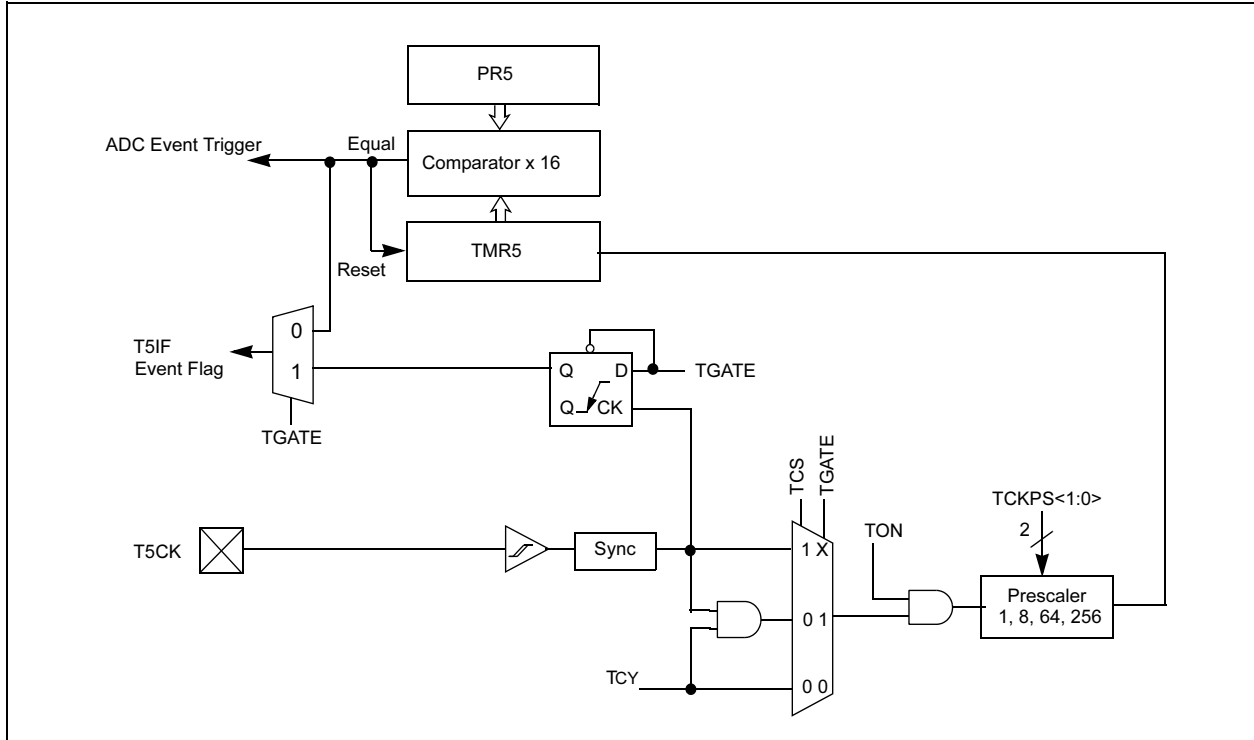 PR5
ADC Event Trigger
Equal
Comparator x 16
TMR5
Reset
0
T5IF
Event Flag
1
TGATE
Q
D
TGATE
Q
CK
TCS
TGATE
TCKPS<1:0>
2
TON
T5CK
Sync
1 X
Prescaler
1, 8, 64, 256
0 1
TCY
0 0